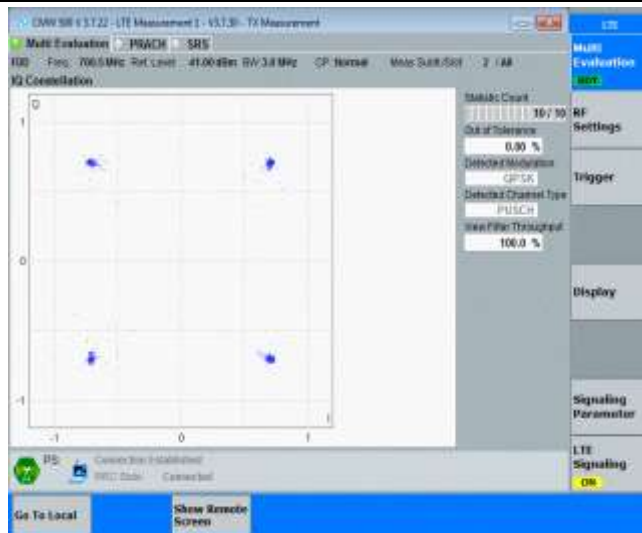 CMW 500 V 3.7.22 - LTE Measurement 1 - V3.7.30 - TX Measurement
Multi Evaluation PRACH SRS
FDD Freq.: 700.5 MHz Ref. Level: 41.00 dBm BW: 3.0 MHz CP: Normal Meas Subfr/Slot 2 / All
IQ Constellation
Q
1
0
-1
-1
0
1
I
Statistic Count
10 / 10
Out of Tolerance
0.00 %
Detected Modulation
QPSK
Detected Channel Type
PUSCH
View Filter Throughput
100.0 %
PS:
Connection Established
RRC State Connected
LTE
Multi
Evaluation
RDY
RF
Settings
Trigger
Display
Signaling
Parameter
LTE
Signaling
ON
Go To Local
Show Remote
Screen